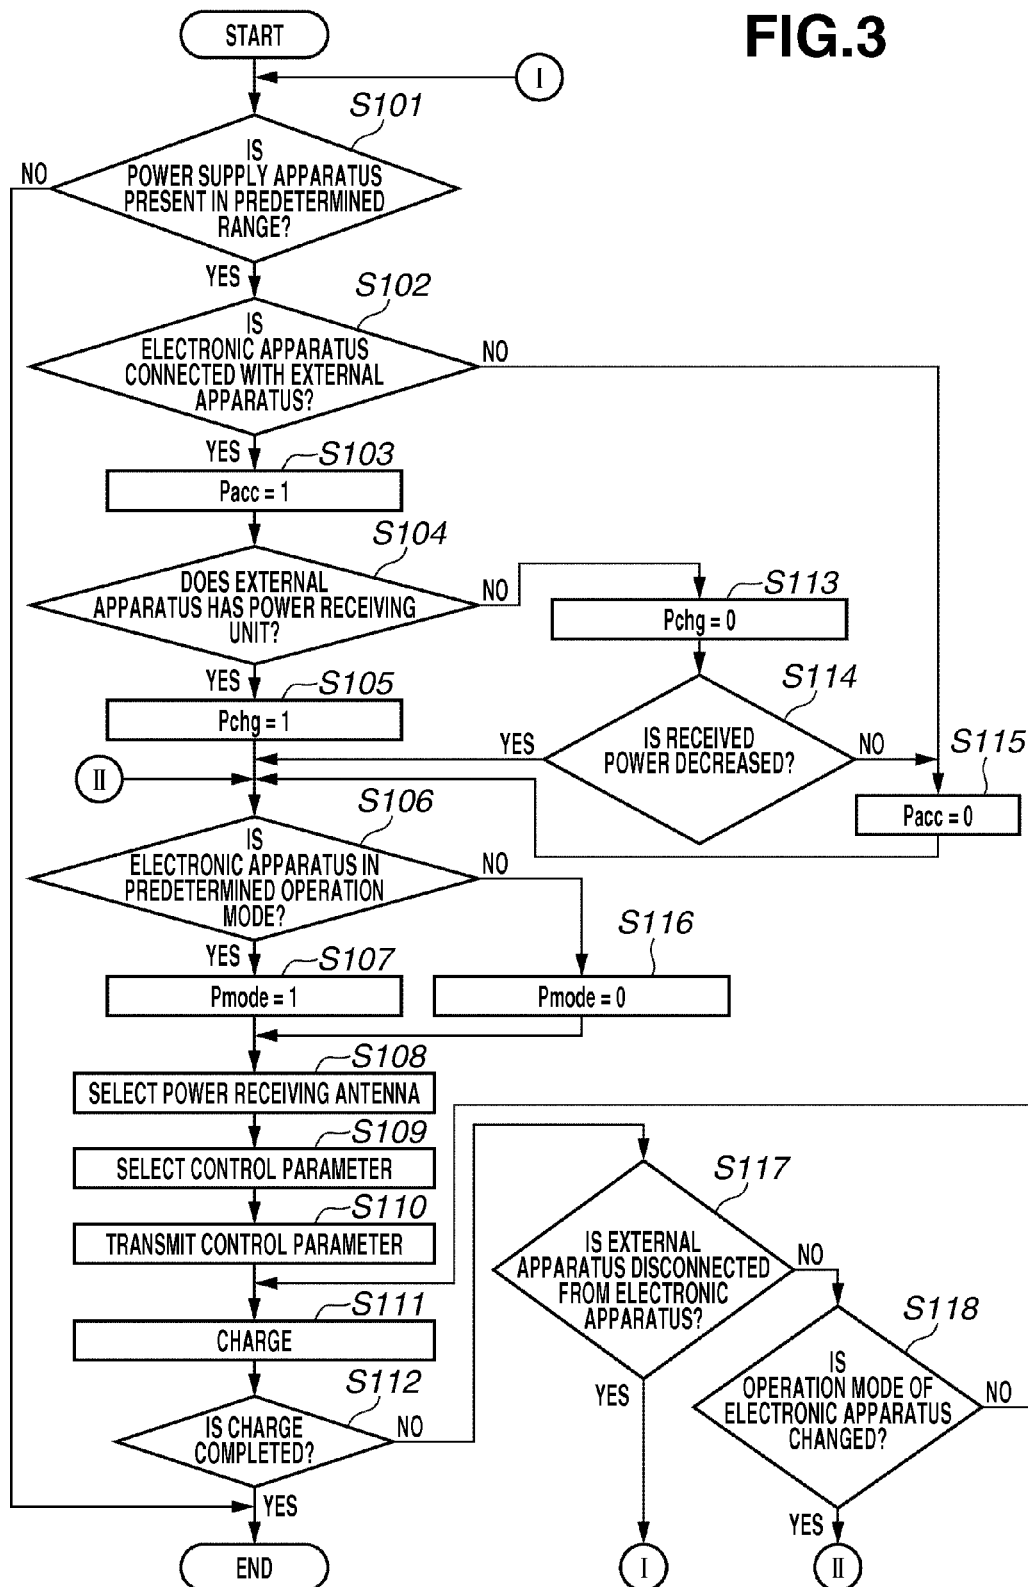 FIG.3
START
I
S101
IS
POWER SUPPLY APPARATUS
PRESENT IN PREDETERMINED
RANGE?
NO
YES
S102
IS
ELECTRONIC APPARATUS
CONNECTED WITH EXTERNAL
APPARATUS?
NO
YES
S103
Pacc = 1
S104
DOES EXTERNAL
APPARATUS HAS POWER RECEIVING
UNIT?
NO
S113
Pchg = 0
YES
S105
Pchg = 1
S114
IS RECEIVED
POWER DECREASED?
YES
NO
S115
Pacc = 0
II
S106
IS
ELECTRONIC APPARATUS IN
PREDETERMINED OPERATION
MODE?
NO
YES
S107
Pmode = 1
S116
Pmode = 0
S108
SELECT POWER RECEIVING ANTENNA
S109
SELECT CONTROL PARAMETER
S110
TRANSMIT CONTROL PARAMETER
S111
CHARGE
S112
IS CHARGE
COMPLETED?
NO
YES
END
S117
IS EXTERNAL
APPARATUS DISCONNECTED
FROM ELECTRONIC
APPARATUS?
NO
YES
I
S118
IS
OPERATION MODE OF
ELECTRONIC APPARATUS
CHANGED?
NO
YES
II